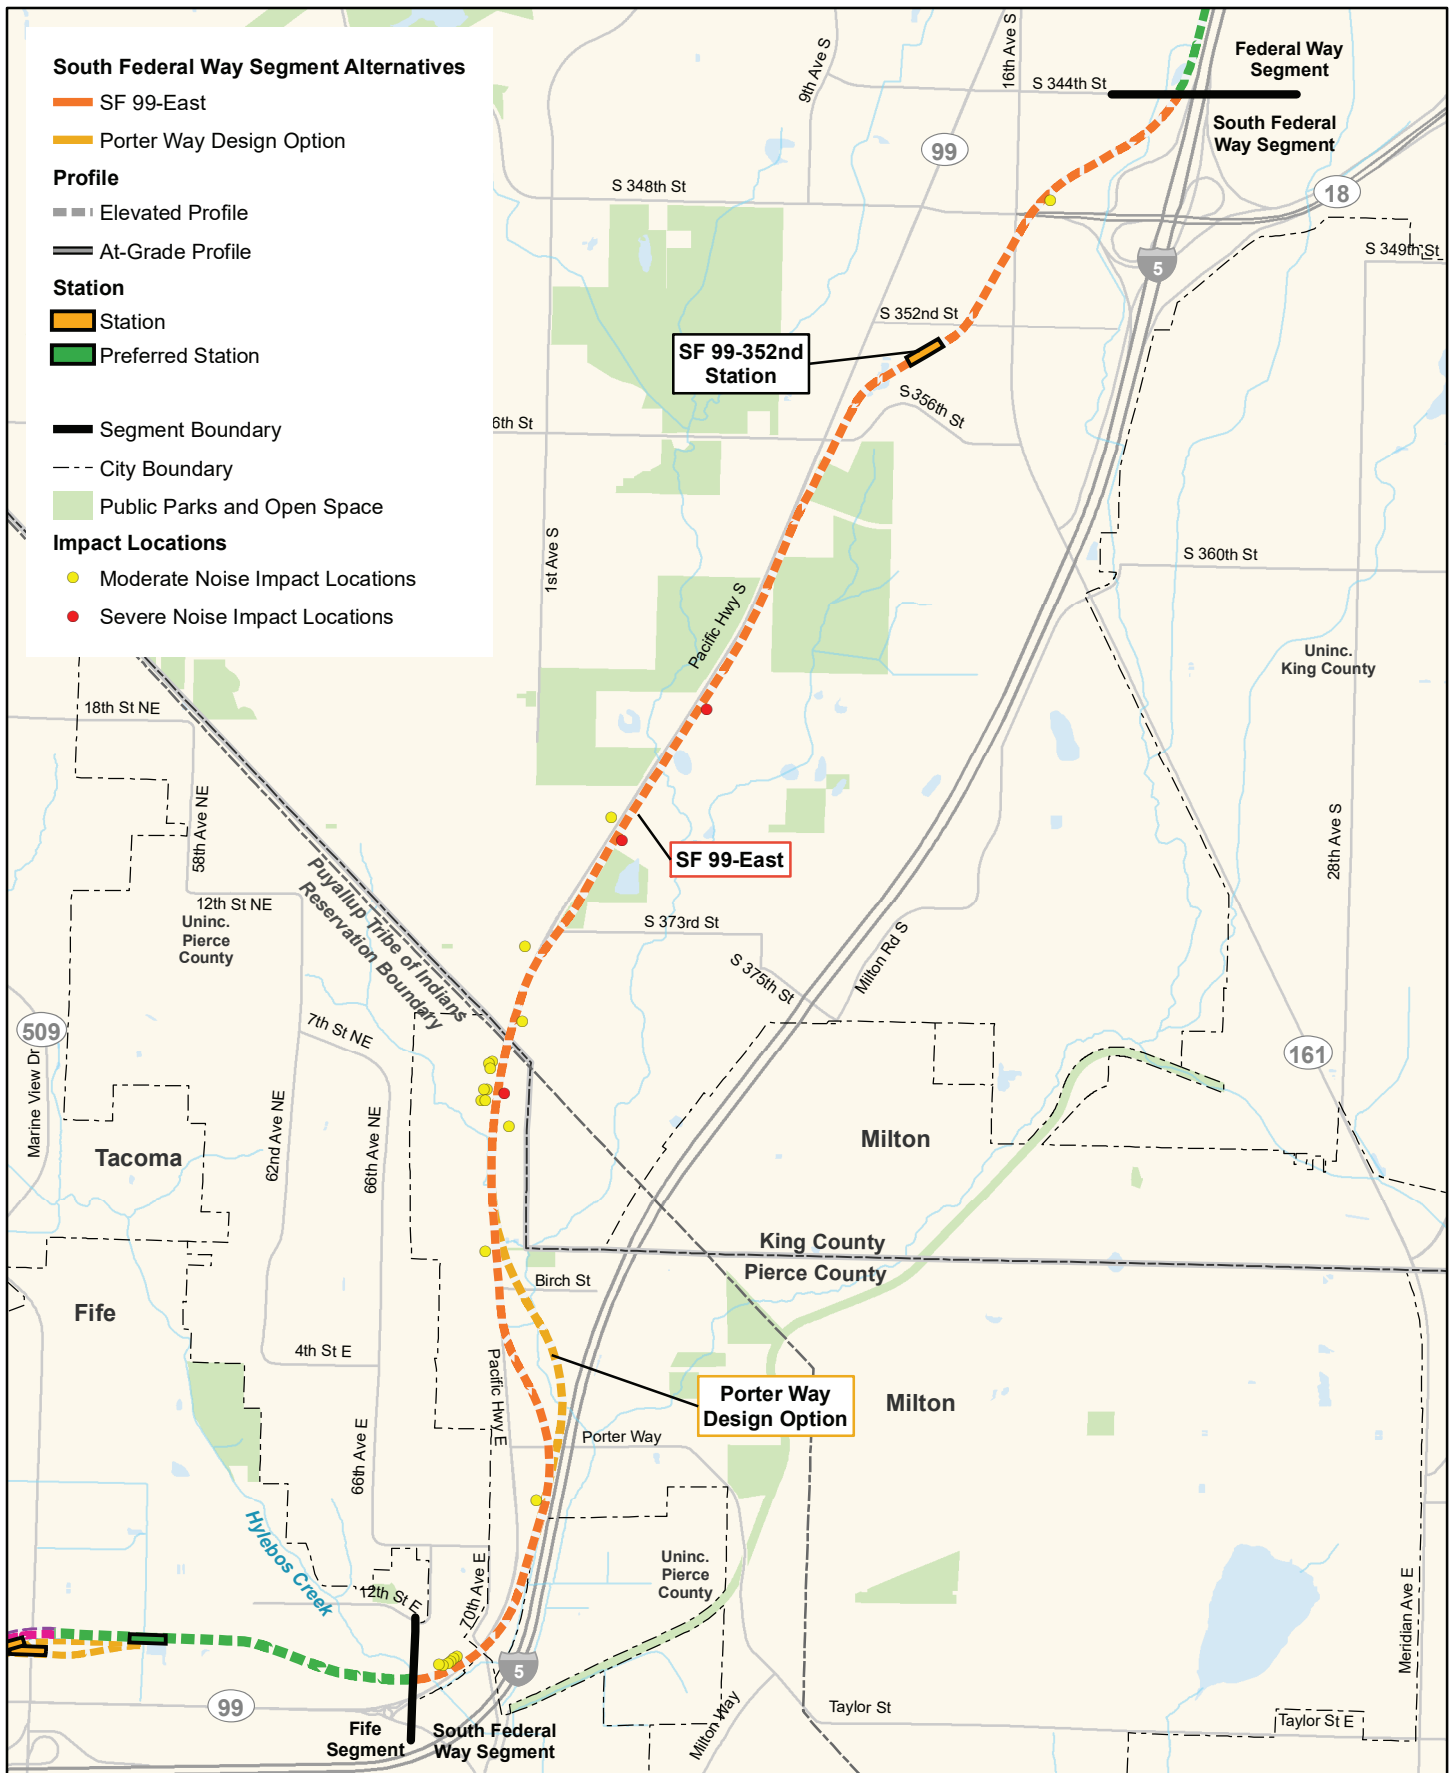 South Federal Way Segment Alternatives
SF 99-East
Porter Way Design Option
Profile
Elevated Profile
At-Grade Profile
Station
Station
Preferred Station
Segment Boundary
City Boundary
Public Parks and Open Space
Impact Locations
Moderate Noise Impact Locations
Severe Noise Impact Locations
9th Ave S
16th Ave S
S 344th St
Federal Way
Segment
South Federal
Way Segment
99
18
S 348th St
S 349th St
5
S 352nd St
SF 99-352nd
Station
S 356th St
6th St
1st Ave S
S 360th St
Pacific Hwy S
Uninc.
King County
18th St NE
58th Ave NE
28th Ave S
SF 99-East
12th St NE
Uninc.
Pierce
County
Puyallup Tribe of Indians
Reservation Boundary
S 373rd St
S 375th St
Milton Rd S
509
7th St NE
161
Marine View Dr
62nd Ave NE
66th Ave NE
Tacoma
Milton
King County
Pierce County
Birch St
Fife
4th St E
Pacific Hwy E
Porter Way
Design Option
Milton
Porter Way
66th Ave E
Hylebos Creek
Uninc.
Pierce
County
12th St E
70th Ave E
Meridian Ave E
5
99
Fife
Segment
South Federal
Way Segment
Milton Way
Taylor St
Taylor St E